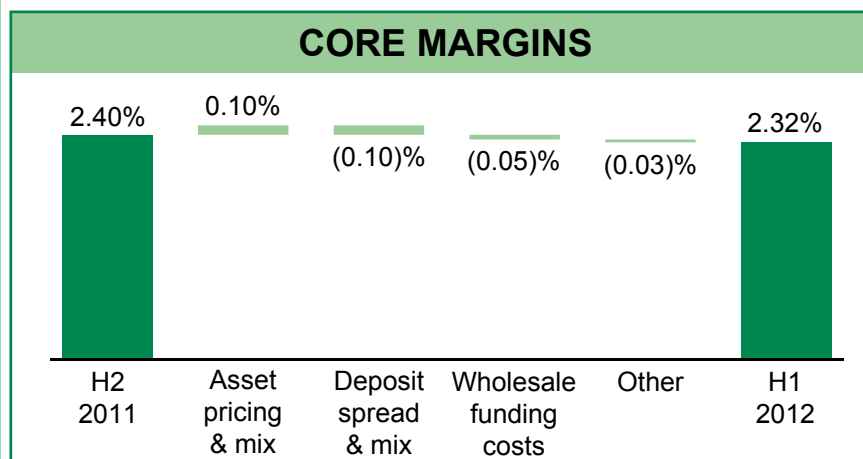 CORE MARGINS
2.40%
0.10%
(0.10)%
(0.05)%
(0.03)%
2.32%
H2
2011
Asset
pricing
& mix
Deposit
spread
& mix
Wholesale
funding
costs
Other
H1
2012